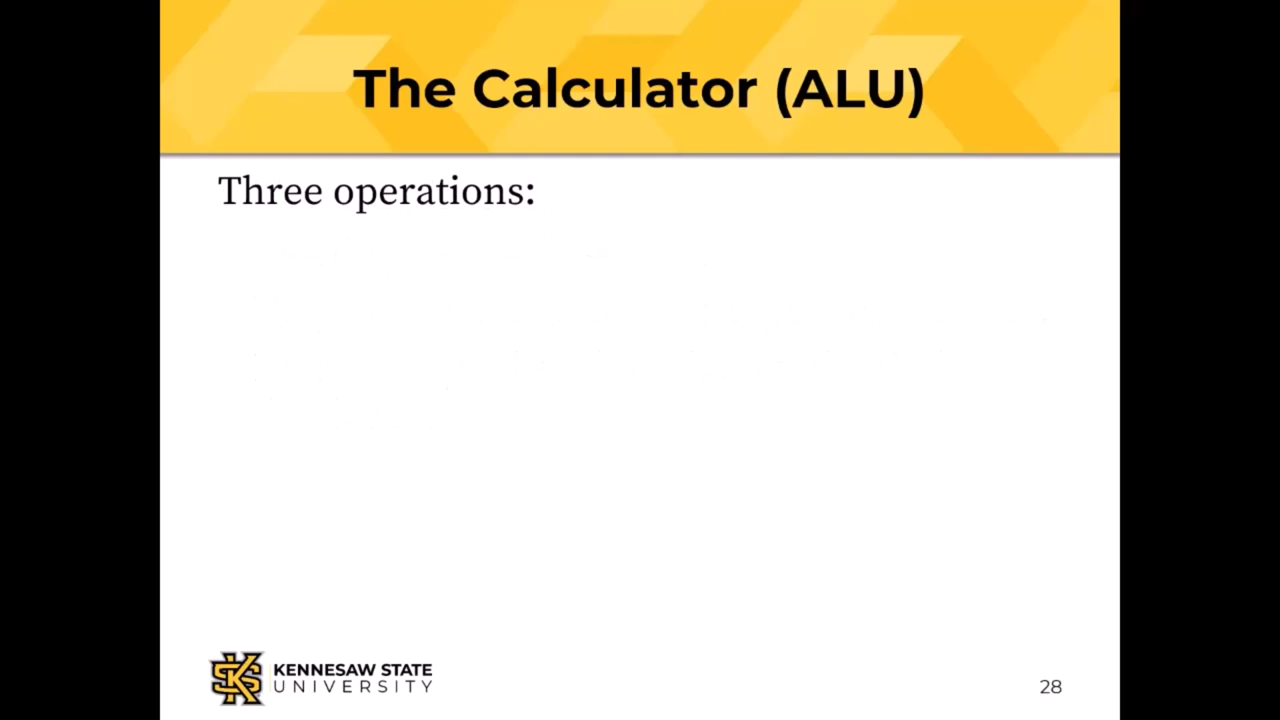 The Calculator (ALU)
Three operations:
KENNESAW STATE
UNIVERSITY
28